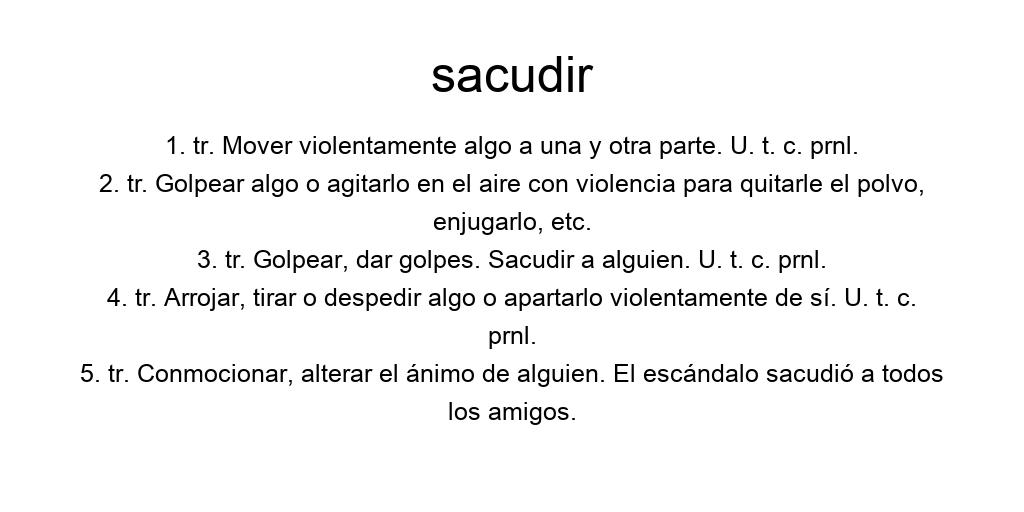 sacudir
1. tr. Mover violentamente algo a una y otra parte. U. t. c. prnl.
2. tr. Golpear algo o agitarlo en el aire con violencia para quitarle el polvo,
enjugarlo, etc.
3. tr. Golpear, dar golpes. Sacudir a alguien. U. t. c. prnl.
4. tr. Arrojar, tirar o despedir algo o apartarlo violentamente de sí. U. t. c.
prnl.
5. tr. Conmocionar, alterar el ánimo de alguien. El escándalo sacudió a todos
los amigos.